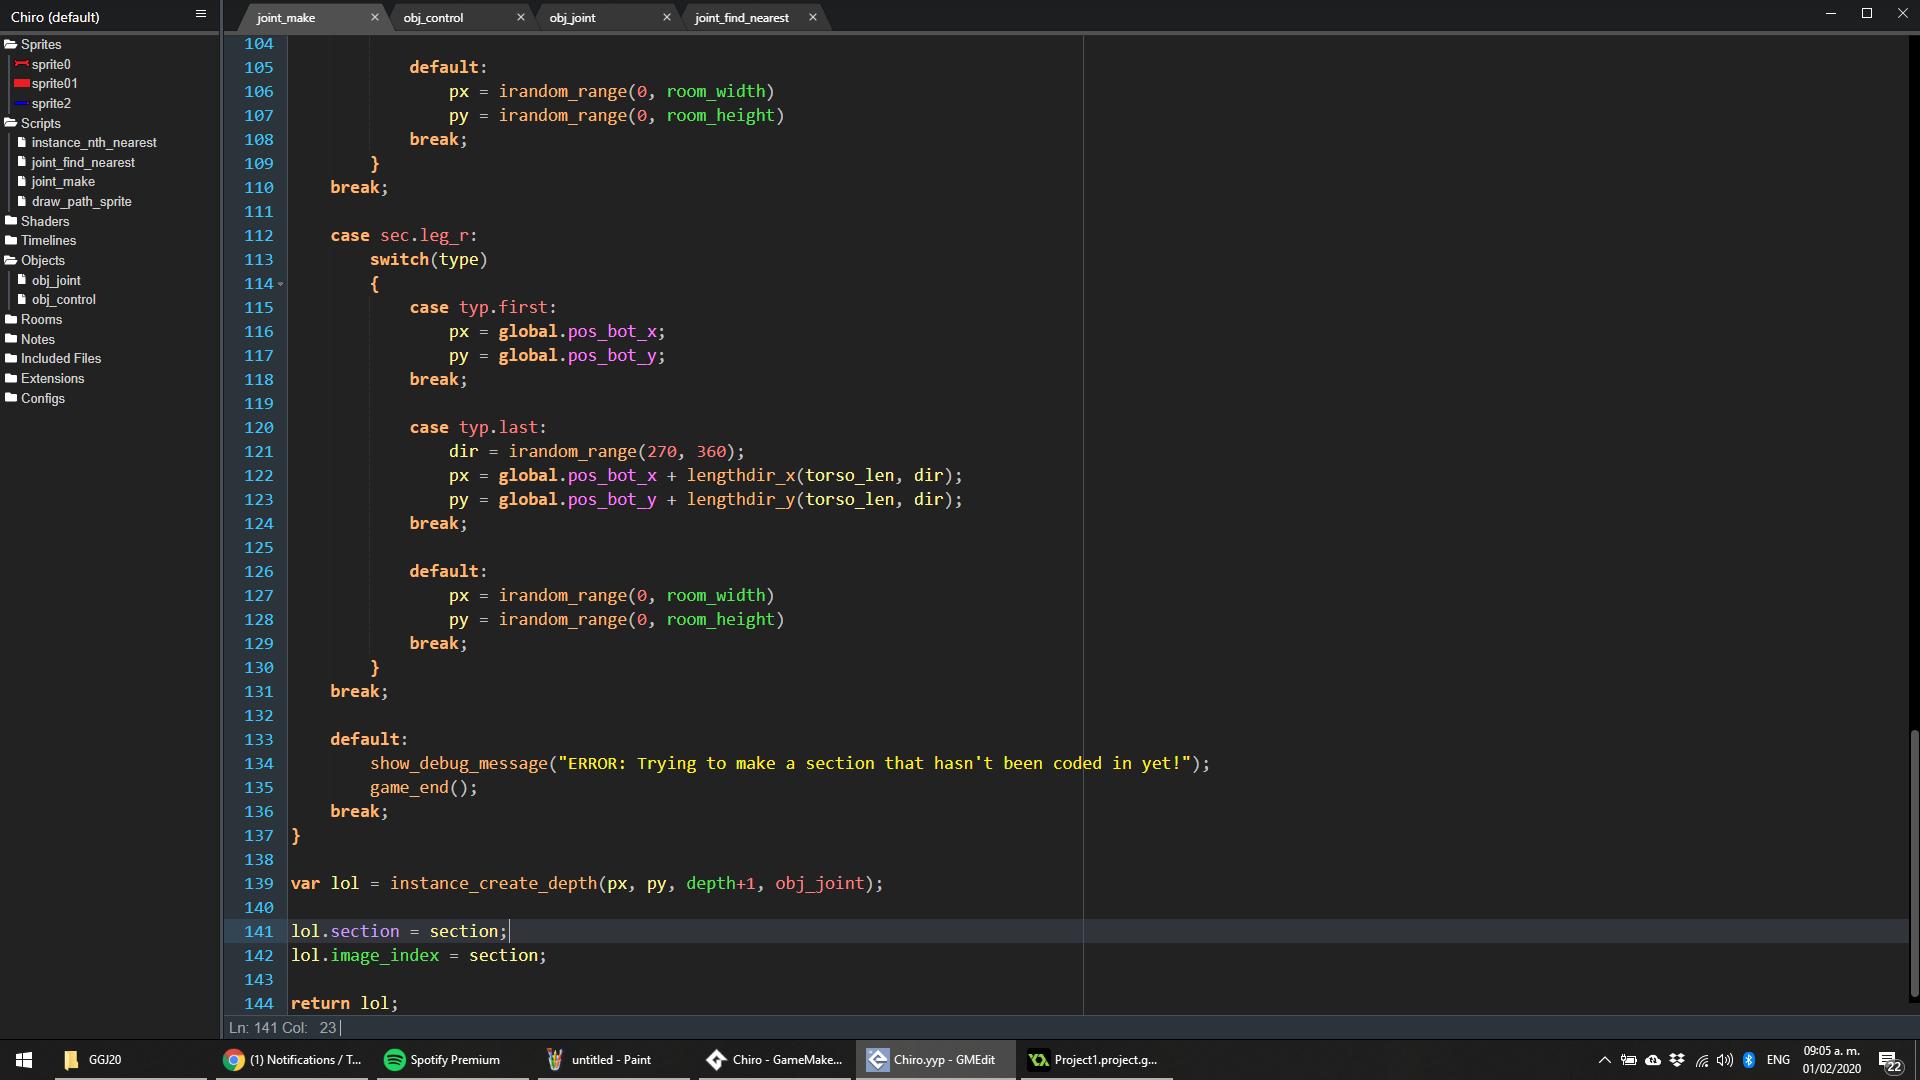 Chiro (default)
joint_make
obj_control
obj_joint
joint_find_nearest
Sprites
sprite0
sprite01
sprite2
Scripts
instance_nth_nearest
joint_find_nearest
joint_make
draw_path_sprite
Shaders
Timelines
Objects
obj_joint
obj_control
Rooms
Notes
Included Files
Extensions
Configs
104
105 default:
106 px = irandom_range(0, room_width)
107 py = irandom_range(0, room_height)
108 break;
109 }
110 break;
111
112 case sec.leg_r:
113 switch(type)
114 {
115 case typ.first:
116 px = global.pos_bot_x;
117 py = global.pos_bot_y;
118 break;
119
120 case typ.last:
121 dir = irandom_range(270, 360);
122 px = global.pos_bot_x + lengthdir_x(torso_len, dir);
123 py = global.pos_bot_y + lengthdir_y(torso_len, dir);
124 break;
125
126 default:
127 px = irandom_range(0, room_width)
128 py = irandom_range(0, room_height)
129 break;
130 }
131 break;
132
133 default:
134 show_debug_message("ERROR: Trying to make a section that hasn't been coded in yet!");
135 game_end();
136 break;
137 }
138
139 var lol = instance_create_depth(px, py, depth+1, obj_joint);
140
141 lol.section = section;
142 lol.image_index = section;
143
144 return lol;
Ln: 141 Col: 23
GGJ20
(1) Notifications / T...
Spotify Premium
untitled - Paint
Chiro - GameMake...
Chiro.yyp - GMEdit
Project1.project.g...
ENG
09:05 a. m.
01/02/2020
22